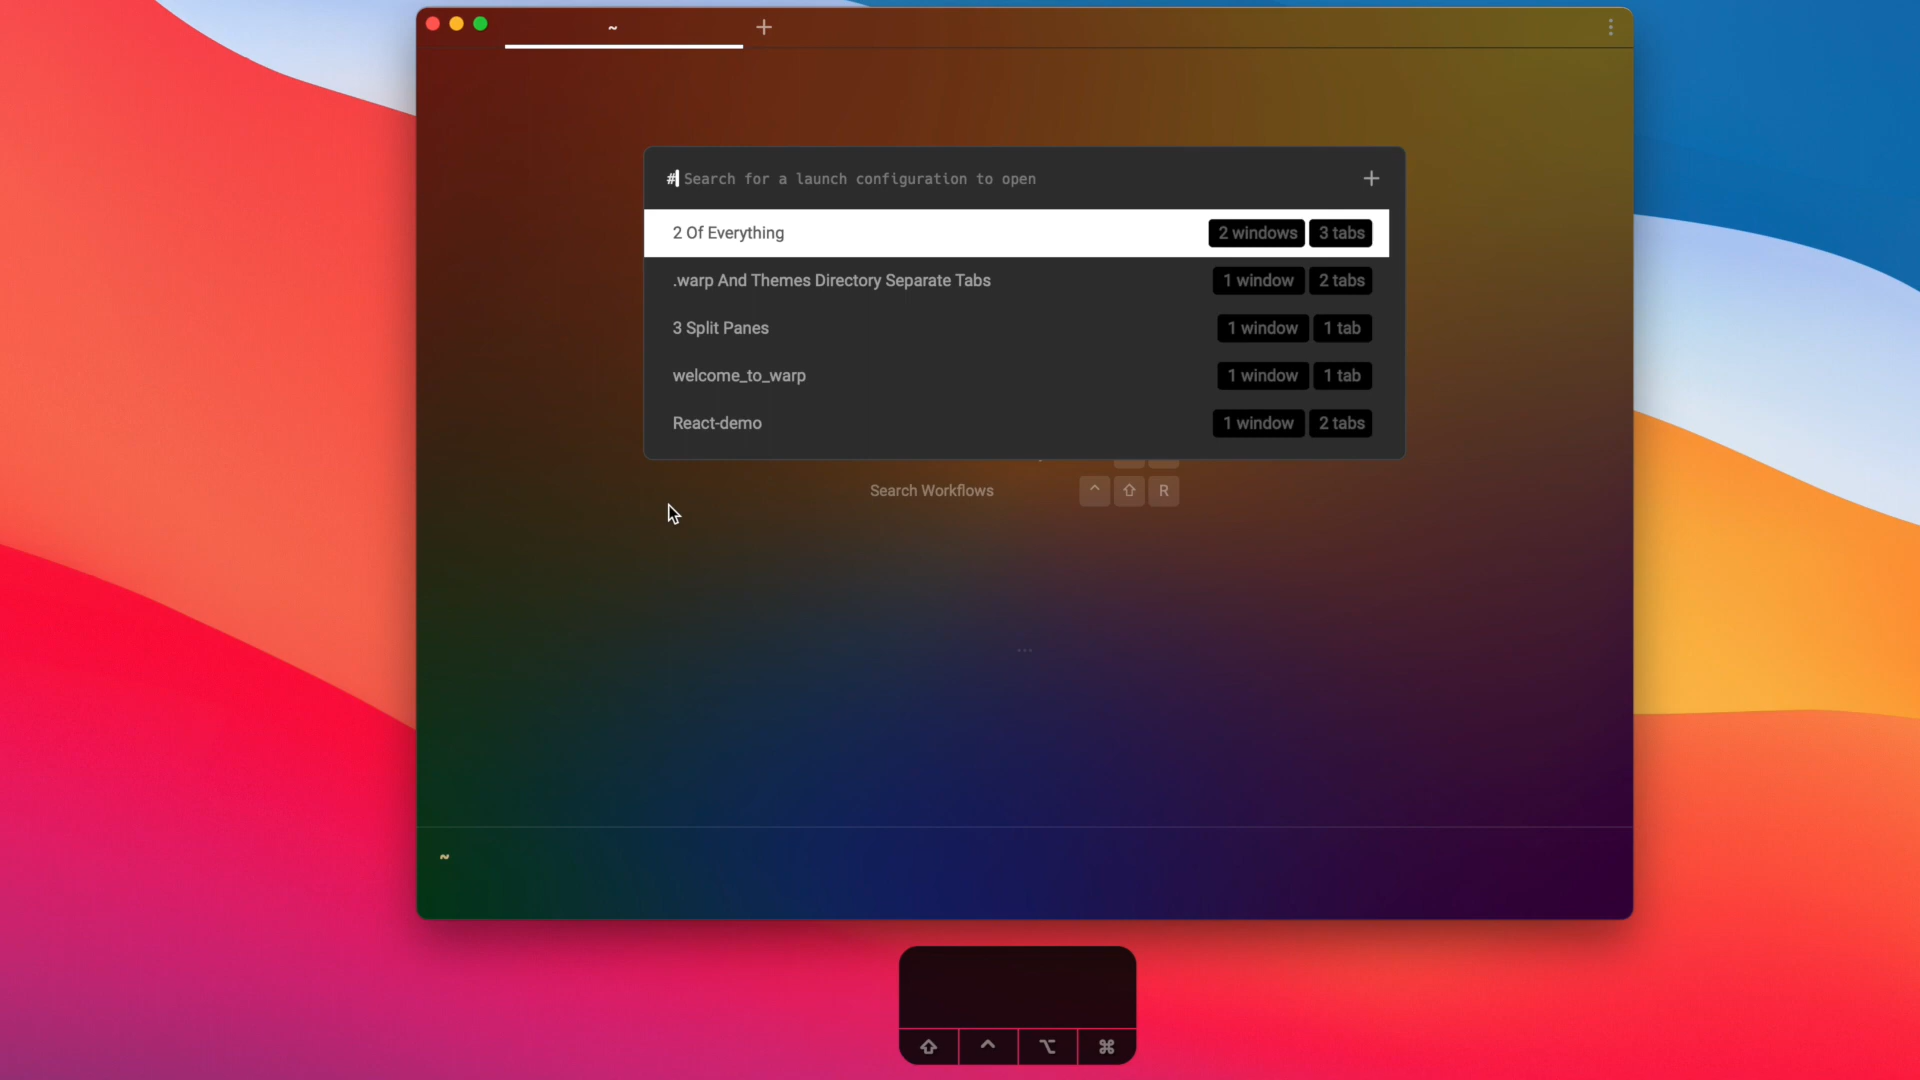 ~
# Search for a launch configuration to open
2 Of Everything 2 windows 3 tabs
.warp And Themes Directory Separate Tabs 1 window 2 tabs
3 Split Panes 1 window 1 tab
welcome_to_warp 1 window 1 tab
React-demo 1 window 2 tabs
Search Workflows ^ ⇧ R
...
~
⇧ ^ ⌥ ⌘